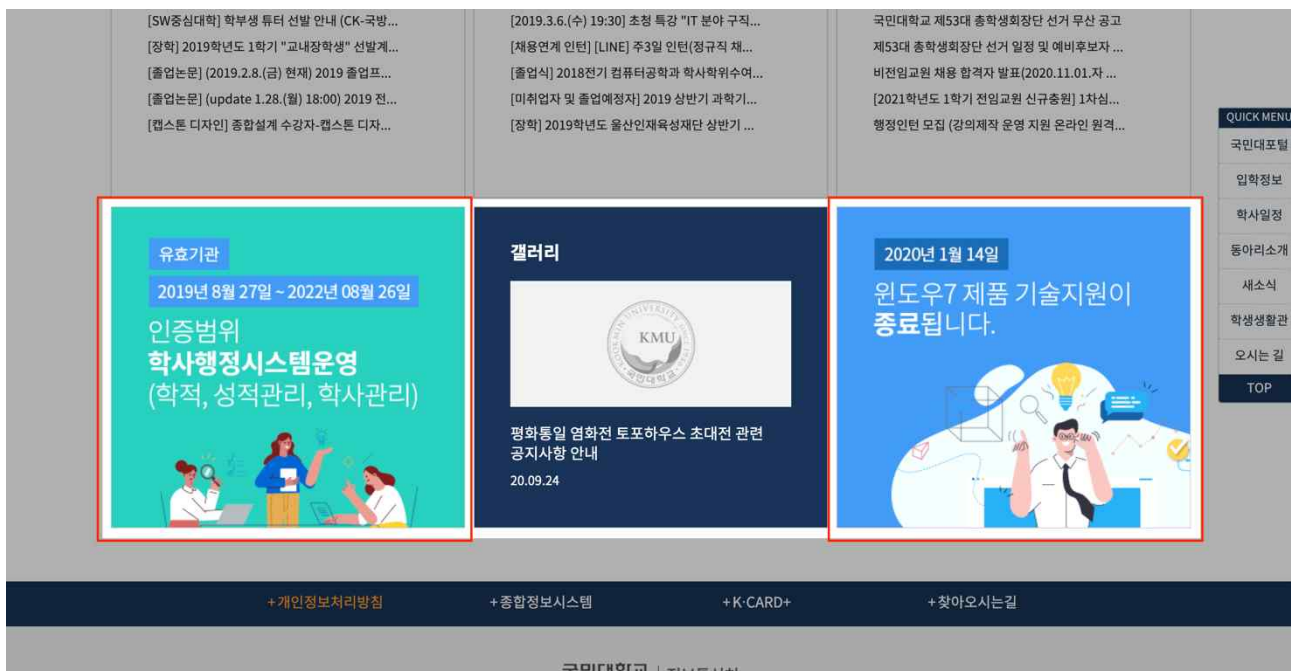 [SW중심대학] 학부생 튜터 선발 안내 (CK-국방...
[장학] 2019학년도 1학기 "교내장학생" 선발계...
[졸업논문] (2019.2.8.(금) 현재) 2019 졸업프...
[졸업논문] (update 1.28.(월) 18:00) 2019 전...
[캡스톤 디자인] 종합설계 수강자-캡스톤 디자...
[2019.3.6.(수) 19:30] 초청 특강 "IT 분야 구직...
[채용연계 인턴] [LINE] 주3일 인턴(정규직 채...
[졸업식] 2018전기 컴퓨터공학과 학사학위수여...
[미취업자 및 졸업예정자] 2019 상반기 과학기...
[장학] 2019학년도 울산인재육성재단 상반기 ...
국민대학교 제53대 총학생회장단 선거 무산 공고
제53대 총학생회장단 선거 일정 및 예비후보자 ...
비전임교원 채용 합격자 발표(2020.11.01.자 ...
[2021학년도 1학기 전임교원 신규충원] 1차심...
행정인턴 모집 (강의제작 운영 지원 온라인 원격...
QUICK MENU
국민대포털
입학정보
학사일정
동아리소개
새소식
학생생활관
오시는 길
TOP
유효기관
2019년 8월 27일 ~ 2022년 08월 26일
인증범위
학사행정시스템운영
(학적, 성적관리, 학사관리)
갤러리
KOOKMIN UNIVERSITY
KMU
국민대학교
평화통일 염화전 토포하우스 초대전 관련
공지사항 안내
20.09.24
2020년 1월 14일
윈도우7 제품 기술지원이
종료됩니다.
+개인정보처리방침
+종합정보시스템
+K·CARD+
+찾아오시는길